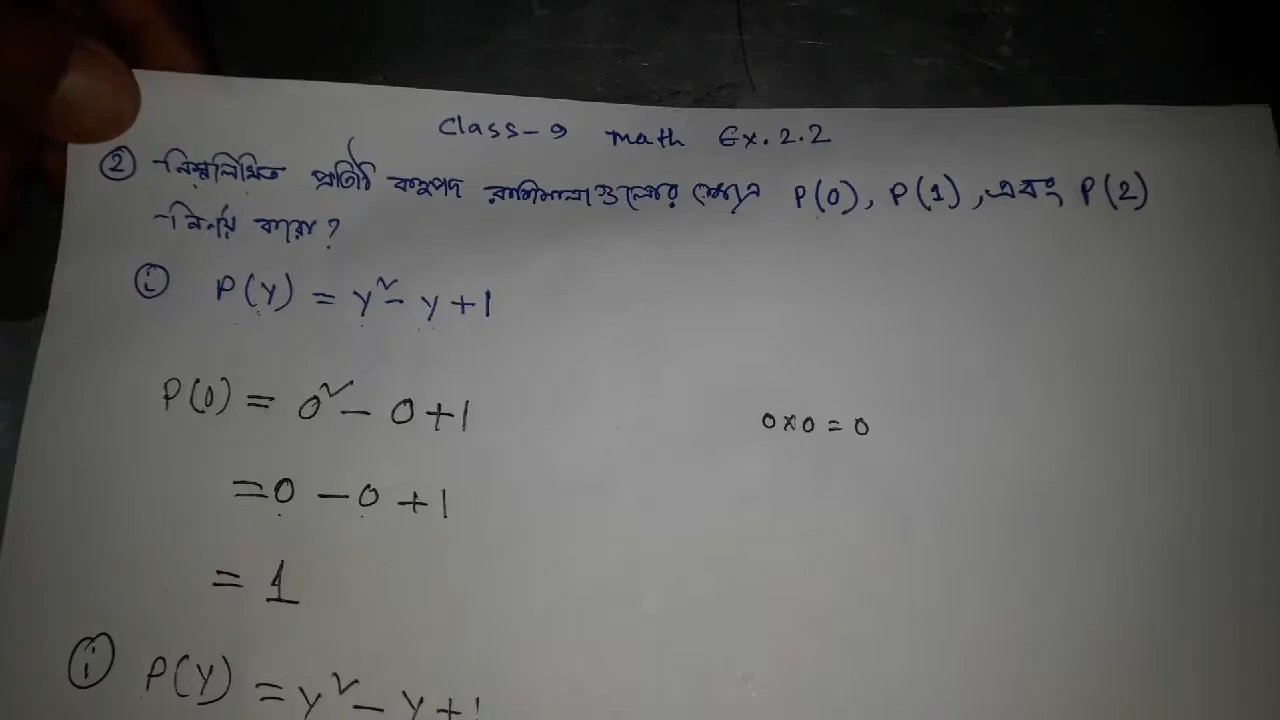 Class-9 math Ex.2.2
② নিম্নলিখিত প্রতিটি বহুপদ রাশিমালাগুলোর ক্ষেত্রে P(0), P(1), এবং P(2)
নির্ণয় করো?
ⓘ P(Y) = Y² - Y + 1
P(0) = 0² - 0 + 1
0 x 0 = 0
= 0 - 0 + 1
= 1
ⓘ P(Y) = Y² - Y + 1